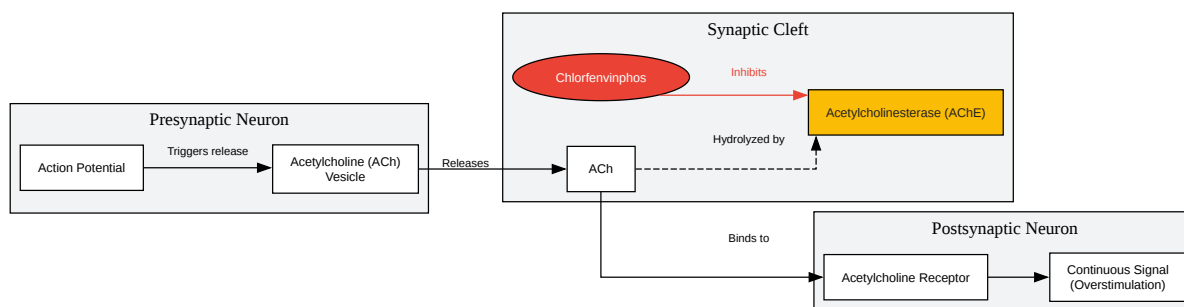 Synaptic Cleft
Chlorfenvinphos
Inhibits
Acetylcholinesterase (AChE)
Presynaptic Neuron
Action Potential
Triggers release
Acetylcholine (ACh)
Vesicle
Releases
ACh
Hydrolyzed by
Postsynaptic Neuron
Binds to
Acetylcholine Receptor
Continuous Signal
(Overstimulation)